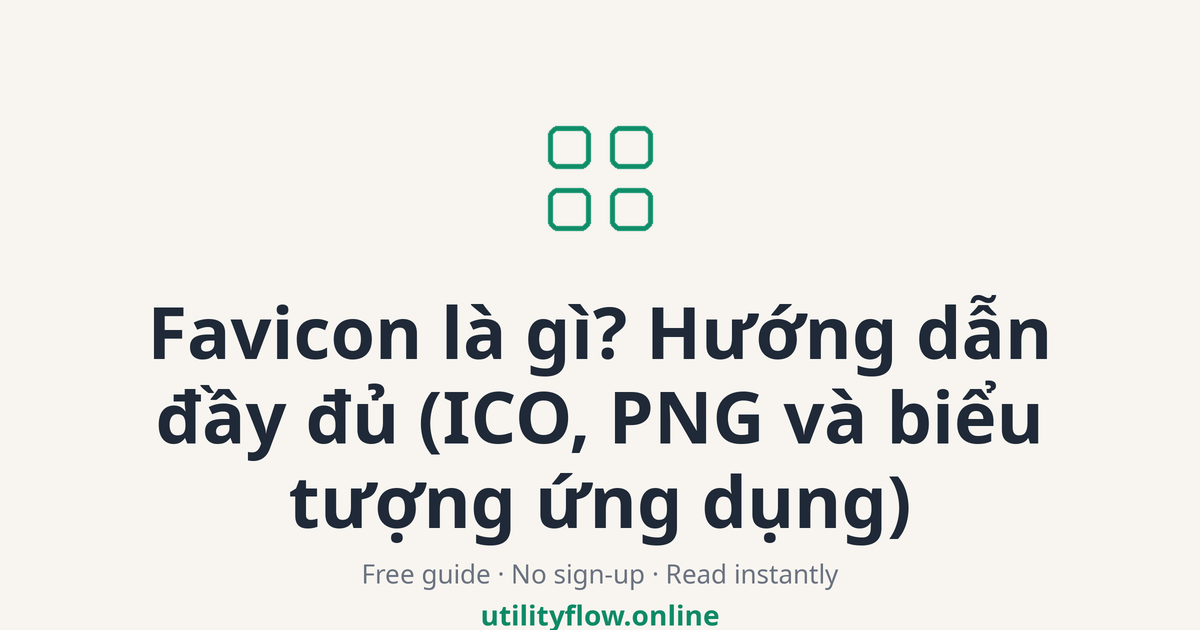 Favicon là gì? Hướng dẫn
đầy đủ (ICO, PNG và biểu
tượng ứng dụng)
Free guide · No sign-up · Read instantly
utilityflow.online